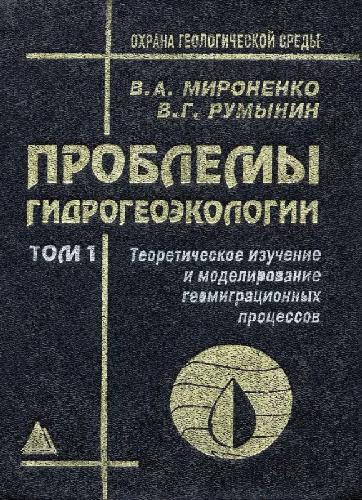 ОХРАНА ГЕОЛОГИЧЕСКОЙ СРЕДЫ
В.А. МИРОНЕНКО
В.Г. РУМЫНИН
ПРОБЛЕМЫ
ГИДРОГЕОЭКОЛОГИИ
ТОМ 1
Теоретическое изучение
и моделирование
геомиграционных
процессов